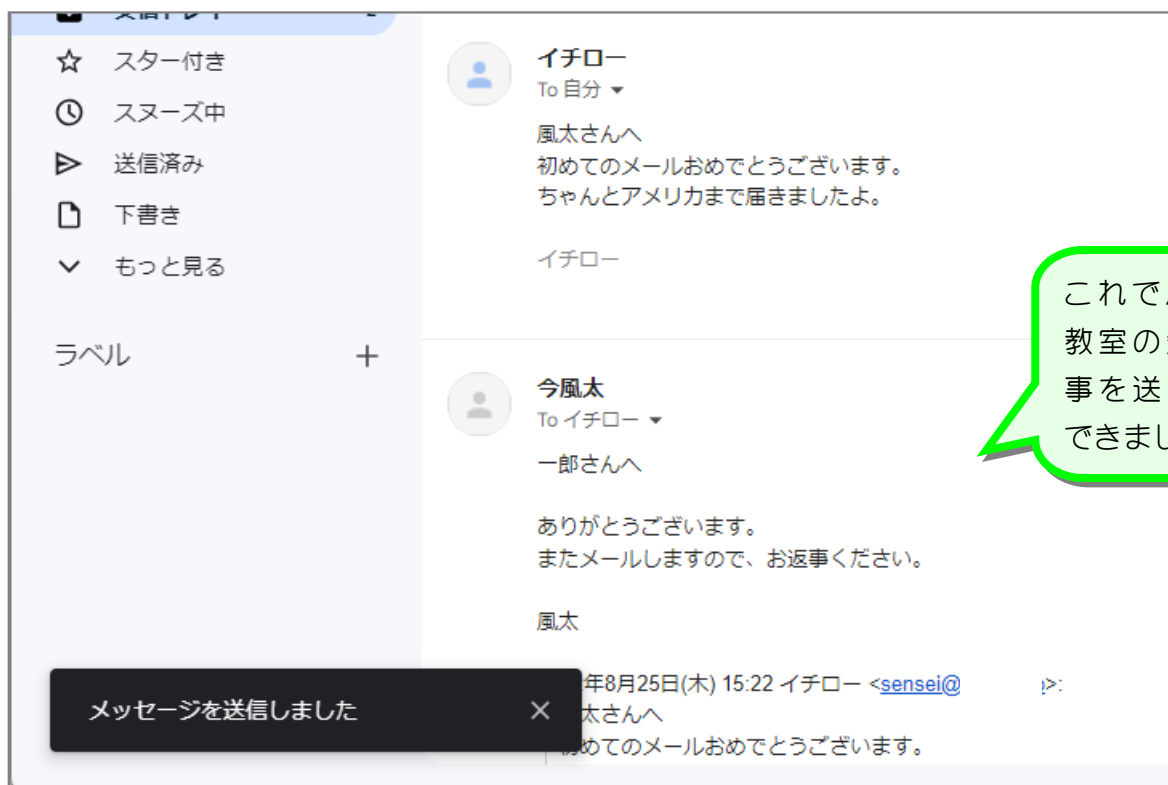 スター付き
スヌーズ中
送信済み
下書き
もっと見る
ラベル
イチロー
To 自分
風太さんへ
初めてのメールおめでとうございます。
ちゃんとアメリカまで届きましたよ。
イチロー
今風太
To イチロー
一郎さんへ
ありがとうございます。
またメールしますので、お返事ください。
風太
年8月25日(木) 15:22 イチロー <sensei@ >:
太さんへ
めてのメールおめでとうございます。
メッセージを送信しました
これで
教室の
事を送
できまし